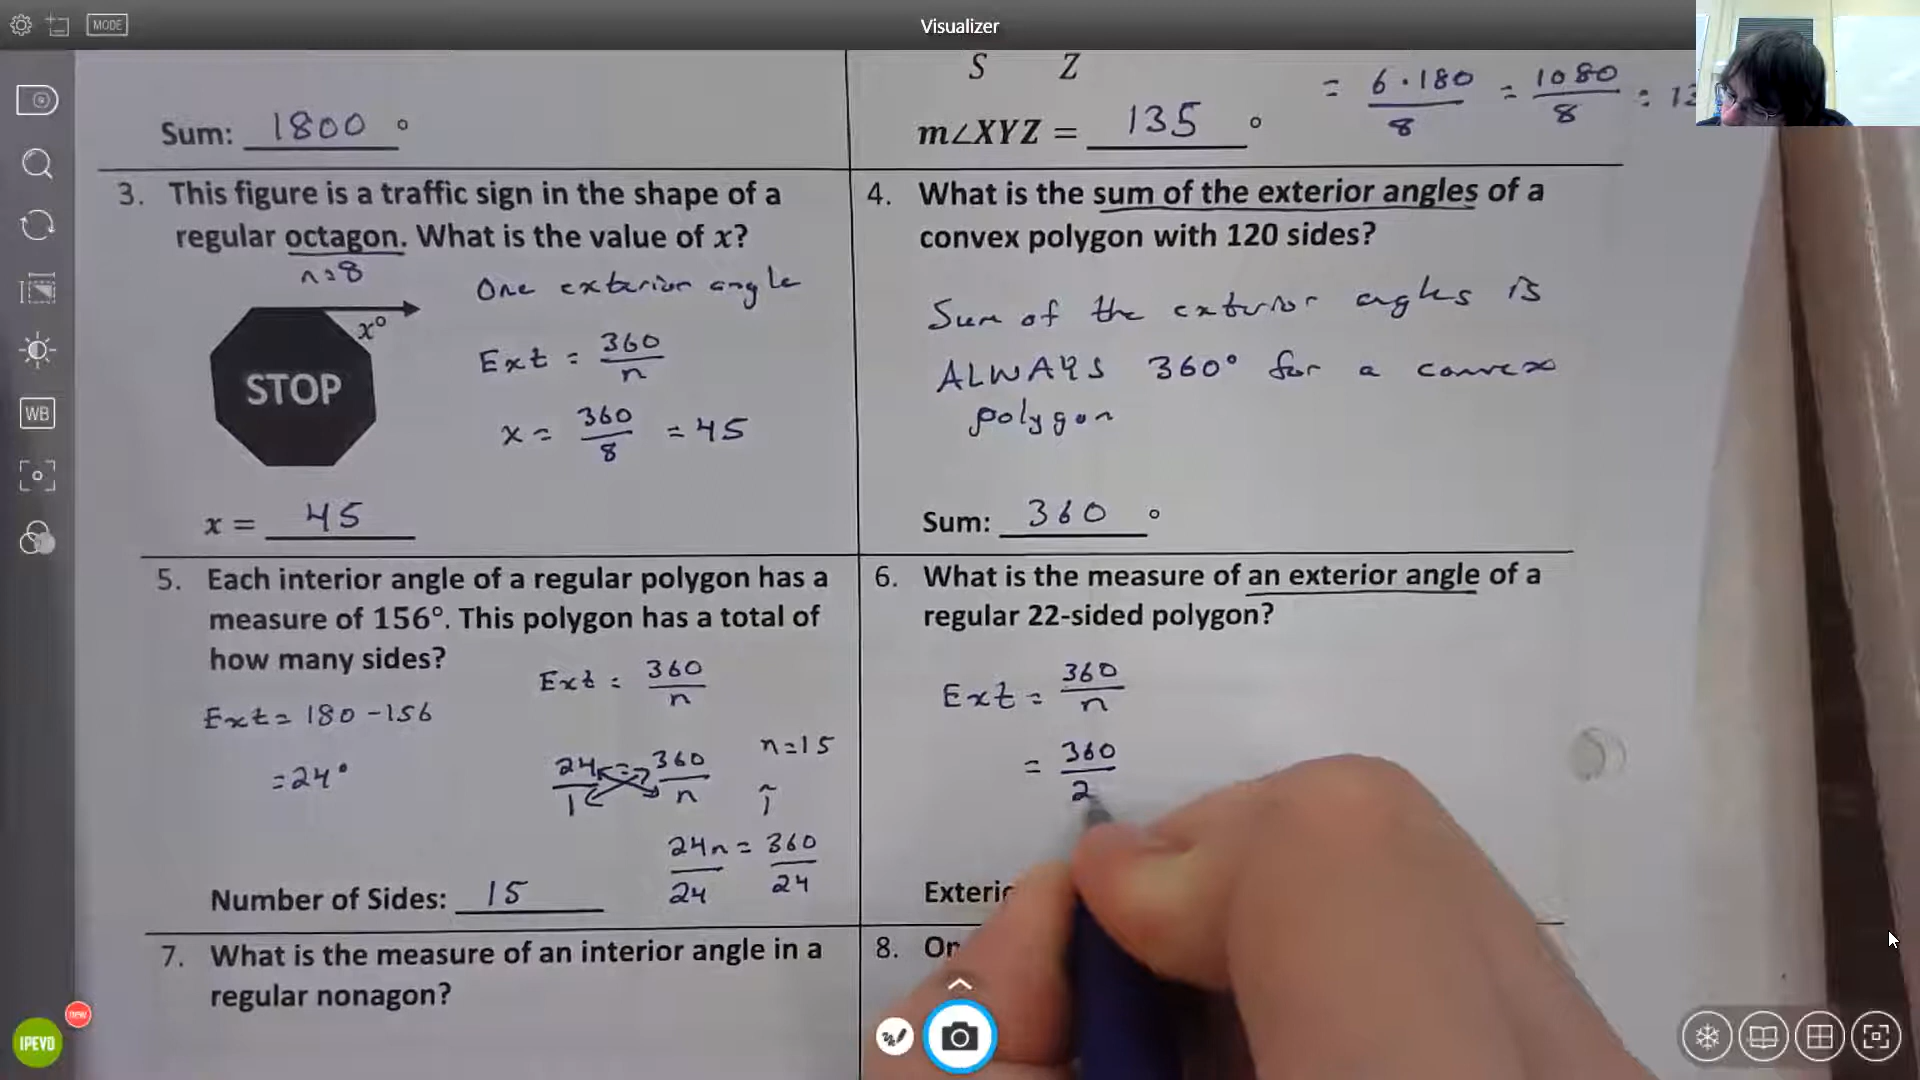 MODE
Visualizer
Sum: 1800 °
S Z
= 6 · 180 / 8 = 1080 / 8 =
m∠XYZ = 135 °
3. This figure is a traffic sign in the shape of a
regular octagon. What is the value of x?
n=8
x°
STOP
One exterior angle
Ext = 360 / n
x = 360 / 8 = 45
x = 45
4. What is the sum of the exterior angles of a
convex polygon with 120 sides?
Sum of the exterior angles is
ALWAYS 360° for a convex
polygon
Sum: 360 °
5. Each interior angle of a regular polygon has a
measure of 156°. This polygon has a total of
how many sides?
Ext = 180 - 156
= 24°
Ext = 360 / n
24 / 1 = 360 / n
n = 15
24n / 24 = 360 / 24
Number of Sides: 15
6. What is the measure of an exterior angle of a
regular 22-sided polygon?
Ext = 360 / n
= 360 / 2
7. What is the measure of an interior angle in a
regular nonagon?
8.
WB
new
IPEVO